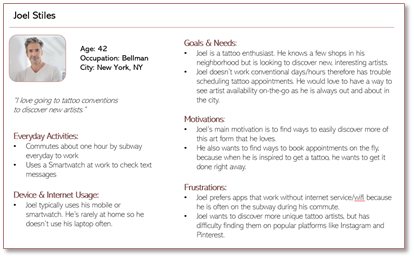 Joel Stiles
Age: 42
Occupation: Bellman
City: New York, NY
"I love going to tattoo conventions
to discover new artists."
Everyday Activities:
• Commutes about one hour by subway
everyday to work
• Uses a Smartwatch at work to check text
messages
Device & Internet Usage:
• Joel typically uses his mobile or
smartwatch. He's rarely at home so he
doesn't use his laptop often.
Goals & Needs:
• Joel is a tattoo enthusiast. He knows a few shops in his
neighborhood but is looking to discover new, interesting artists.
• Joel doesn't work conventional days/hours therefore has trouble
scheduling tattoo appointments. He would love to have a way to
see artist availability on-the-go as he is always out and about in
the city.
Motivations:
• Joel's main motivation is to find ways to easily discover more of
this art form that he loves.
• He also wants to find ways to book appointments on the fly,
because when he is inspired to get a tattoo, he wants to get it
done right away.
Frustrations:
• Joel prefers apps that work without internet service/wifi because
he is often on the subway during his commute.
• Joel wants to discover more unique tattoo artists, but has
difficulty finding them on popular platforms like Instagram and
Pinterest.